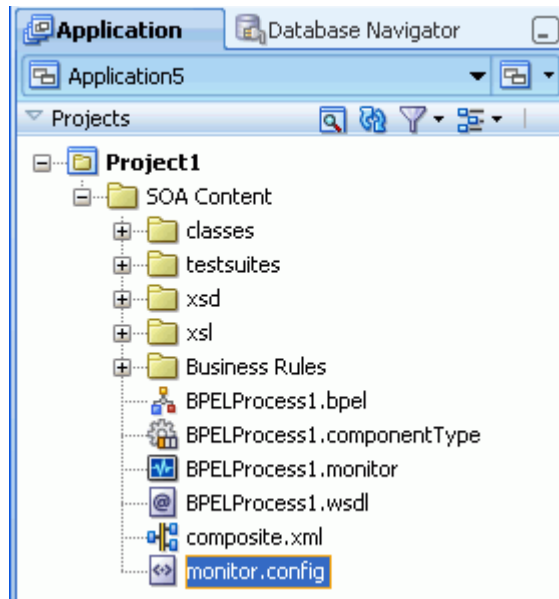 Application
Database Navigator
Application5
Projects
Project1
SOA Content
classes
testsuites
xsd
xsl
Business Rules
BPELProcess1.bpel
BPELProcess1.componentType
BPELProcess1.monitor
BPELProcess1.wsdl
composite.xml
monitor.config